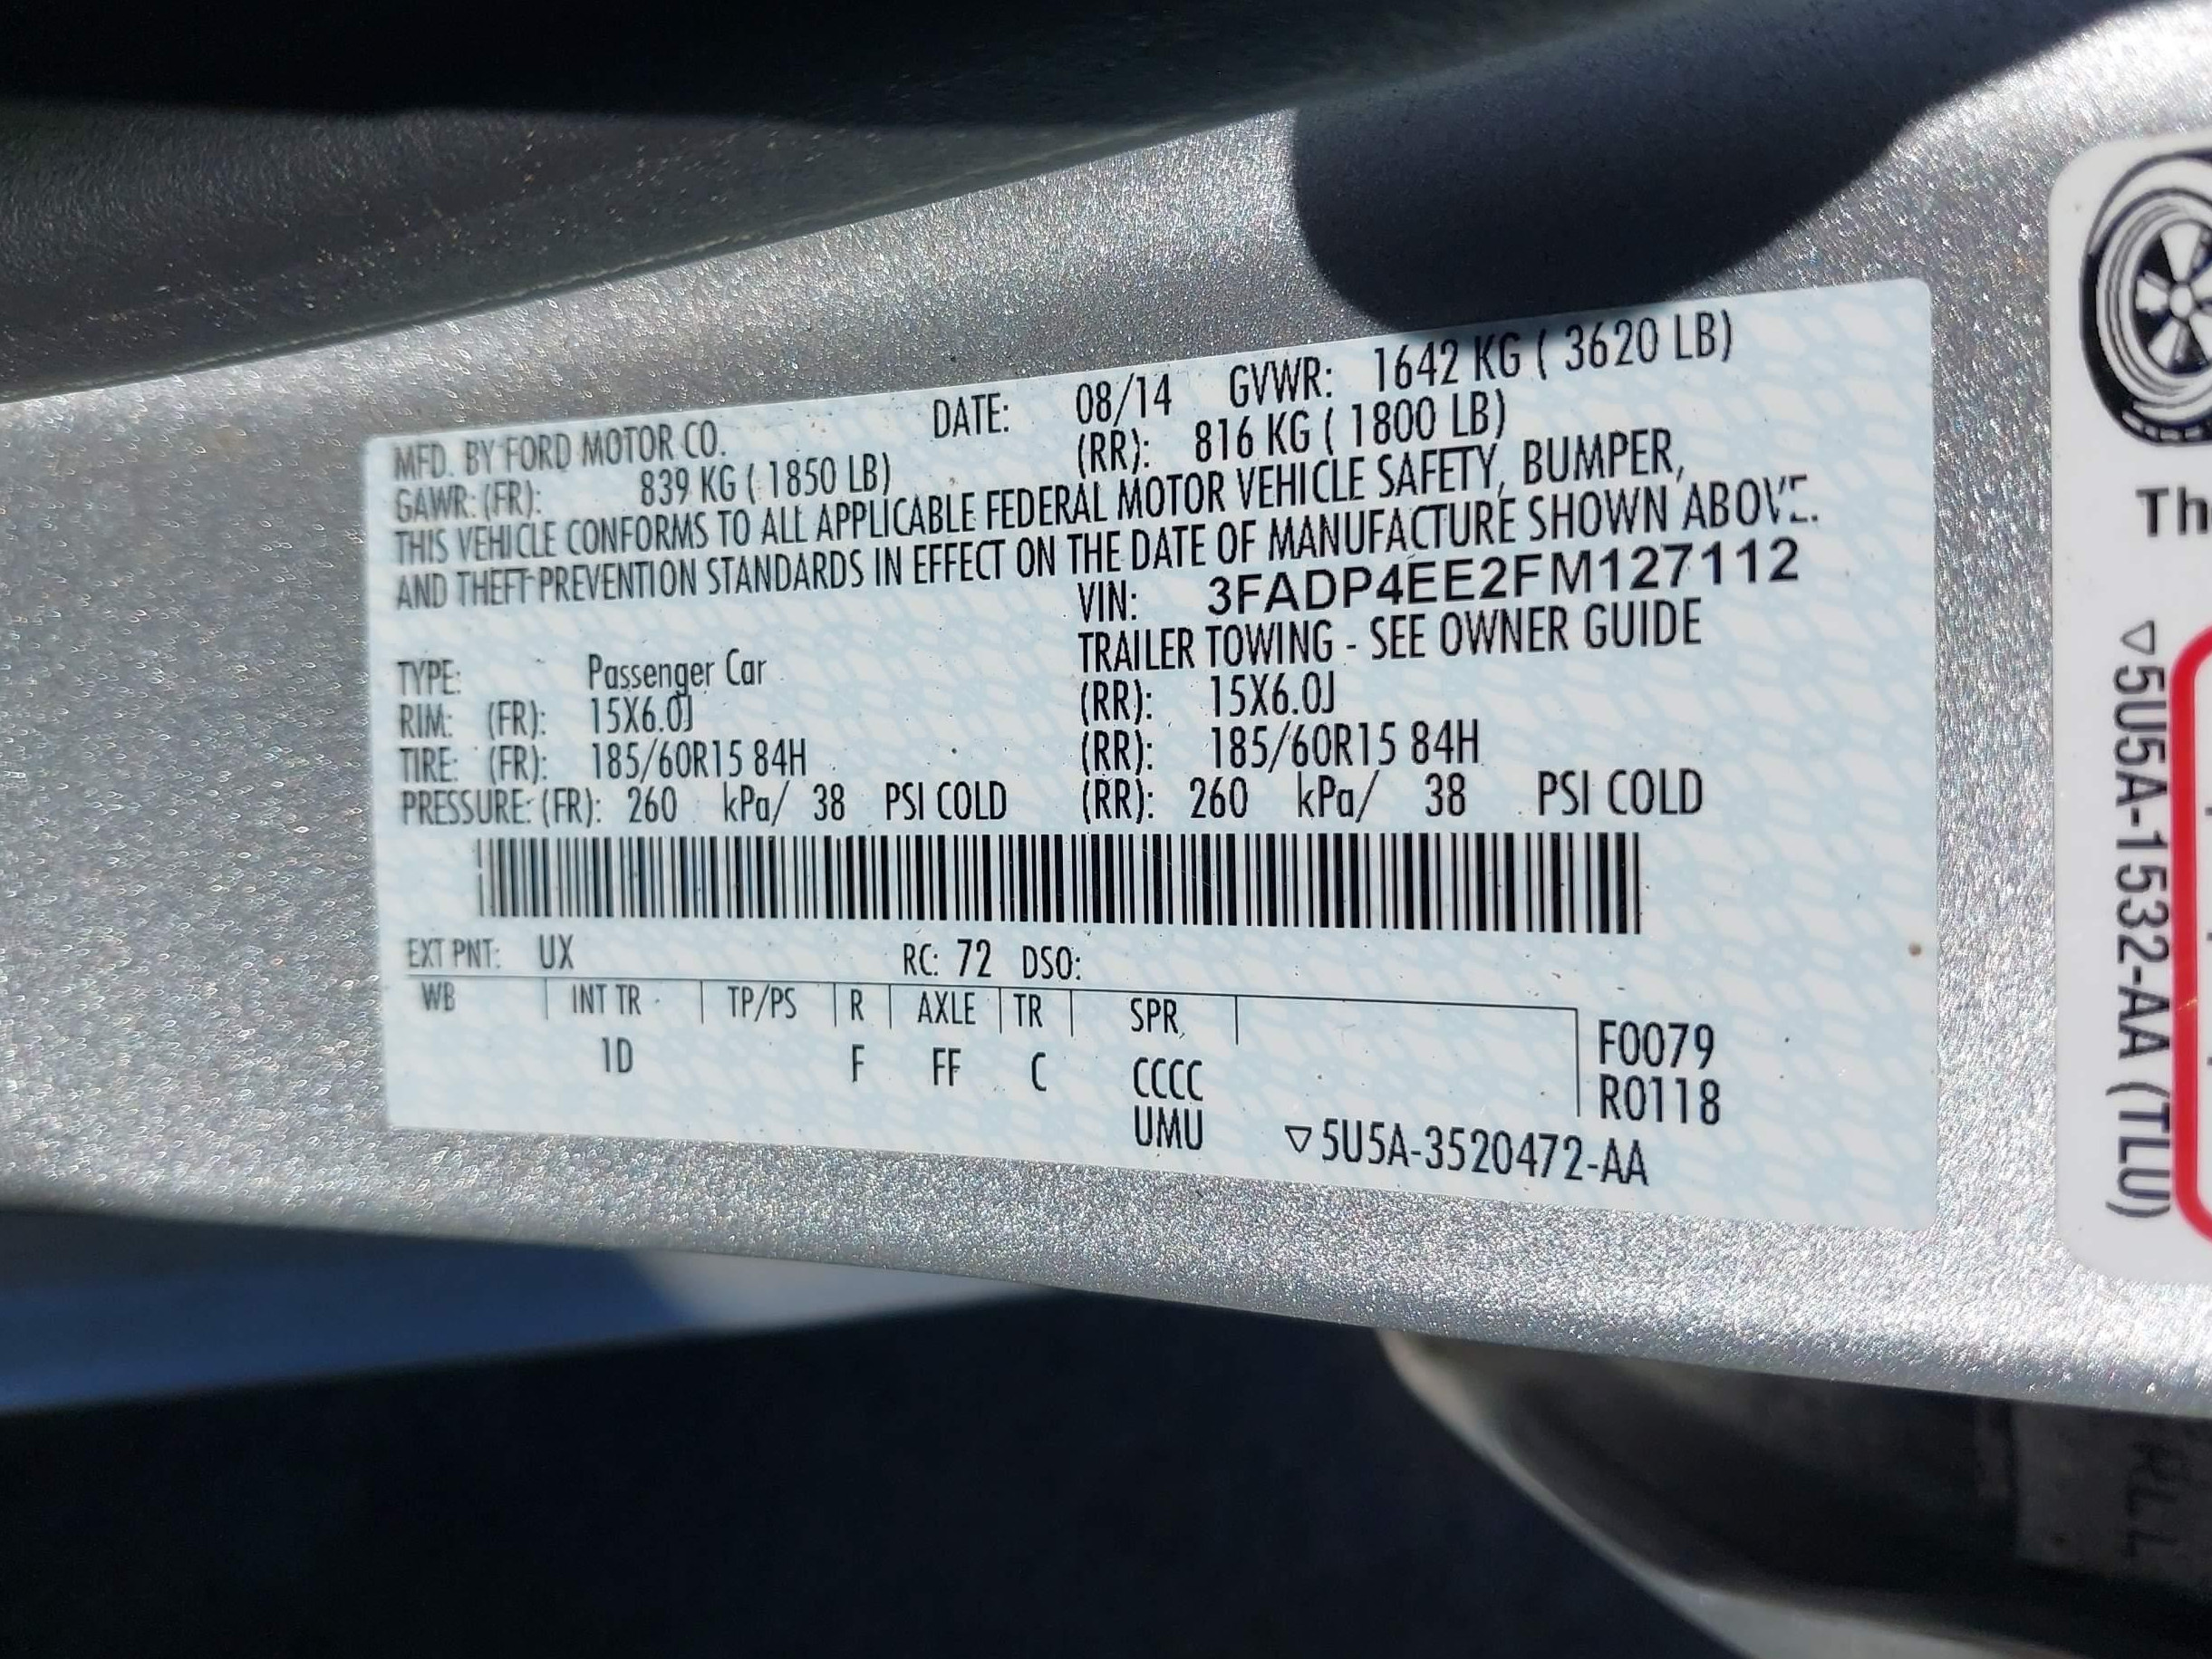 MFD. BY FORD MOTOR CO. DATE: 08/14 GVWR: 1642 KG ( 3620 LB)
GAWR: (FR): 839 KG ( 1850 LB) (RR): 816 KG ( 1800 LB)
THIS VEHICLE CONFORMS TO ALL APPLICABLE FEDERAL MOTOR VEHICLE SAFETY, BUMPER,
AND THEFT PREVENTION STANDARDS IN EFFECT ON THE DATE OF MANUFACTURE SHOWN ABOVE.
VIN: 3FADP4EE2FM127112
TRAILER TOWING - SEE OWNER GUIDE
TYPE: Passenger Car
RIM: (FR): 15X6.0J (RR): 15X6.0J
TIRE: (FR): 185/60R15 84H (RR): 185/60R15 84H
PRESSURE: (FR): 260 kPa/ 38 PSI COLD (RR): 260 kPa/ 38 PSI COLD
EXT PNT: UX RC: 72 DSO:
WB INT TR TP/PS R AXLE TR SPR
F0079
1D F FF C CCCC
R0118
UMU ▽5U5A-3520472-AA
Th
▽5U5A-1532-AA (TLU)